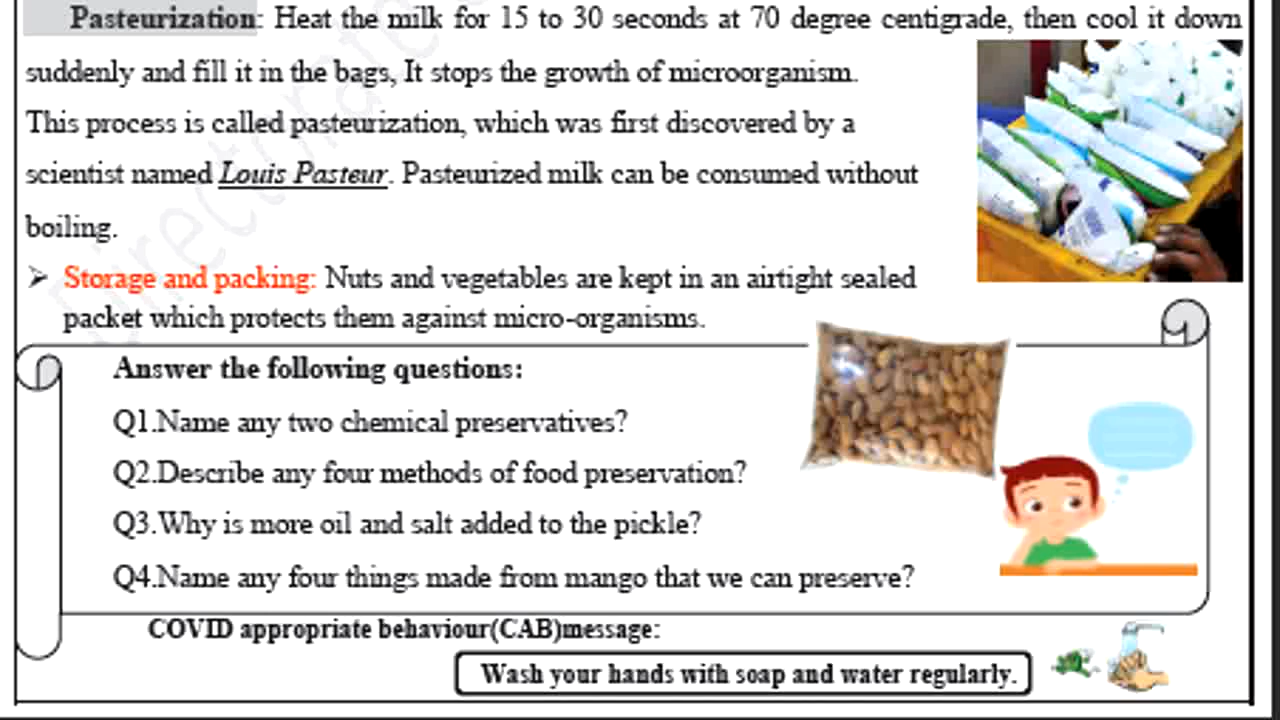 Pasteurization: Heat the milk for 15 to 30 seconds at 70 degree centigrade, then cool it down
suddenly and fill it in the bags, It stops the growth of microorganism.
This process is called pasteurization, which was first discovered by a
scientist named Louis Pasteur. Pasteurized milk can be consumed without
boiling.
➢ Storage and packing: Nuts and vegetables are kept in an airtight sealed
packet which protects them against micro-organisms.
Answer the following questions:
Q1.Name any two chemical preservatives?
Q2.Describe any four methods of food preservation?
Q3.Why is more oil and salt added to the pickle?
Q4.Name any four things made from mango that we can preserve?
COVID appropriate behaviour(CAB)message:
Wash your hands with soap and water regularly.